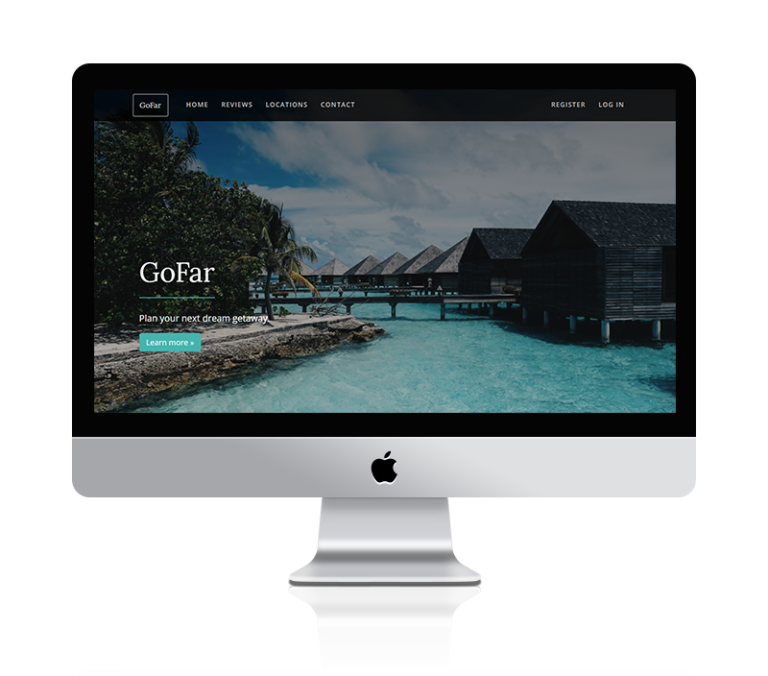 GoFar HOME REVIEWS LOCATIONS CONTACT REGISTER LOG IN
GoFar
Plan your next dream getaway.
Learn more »